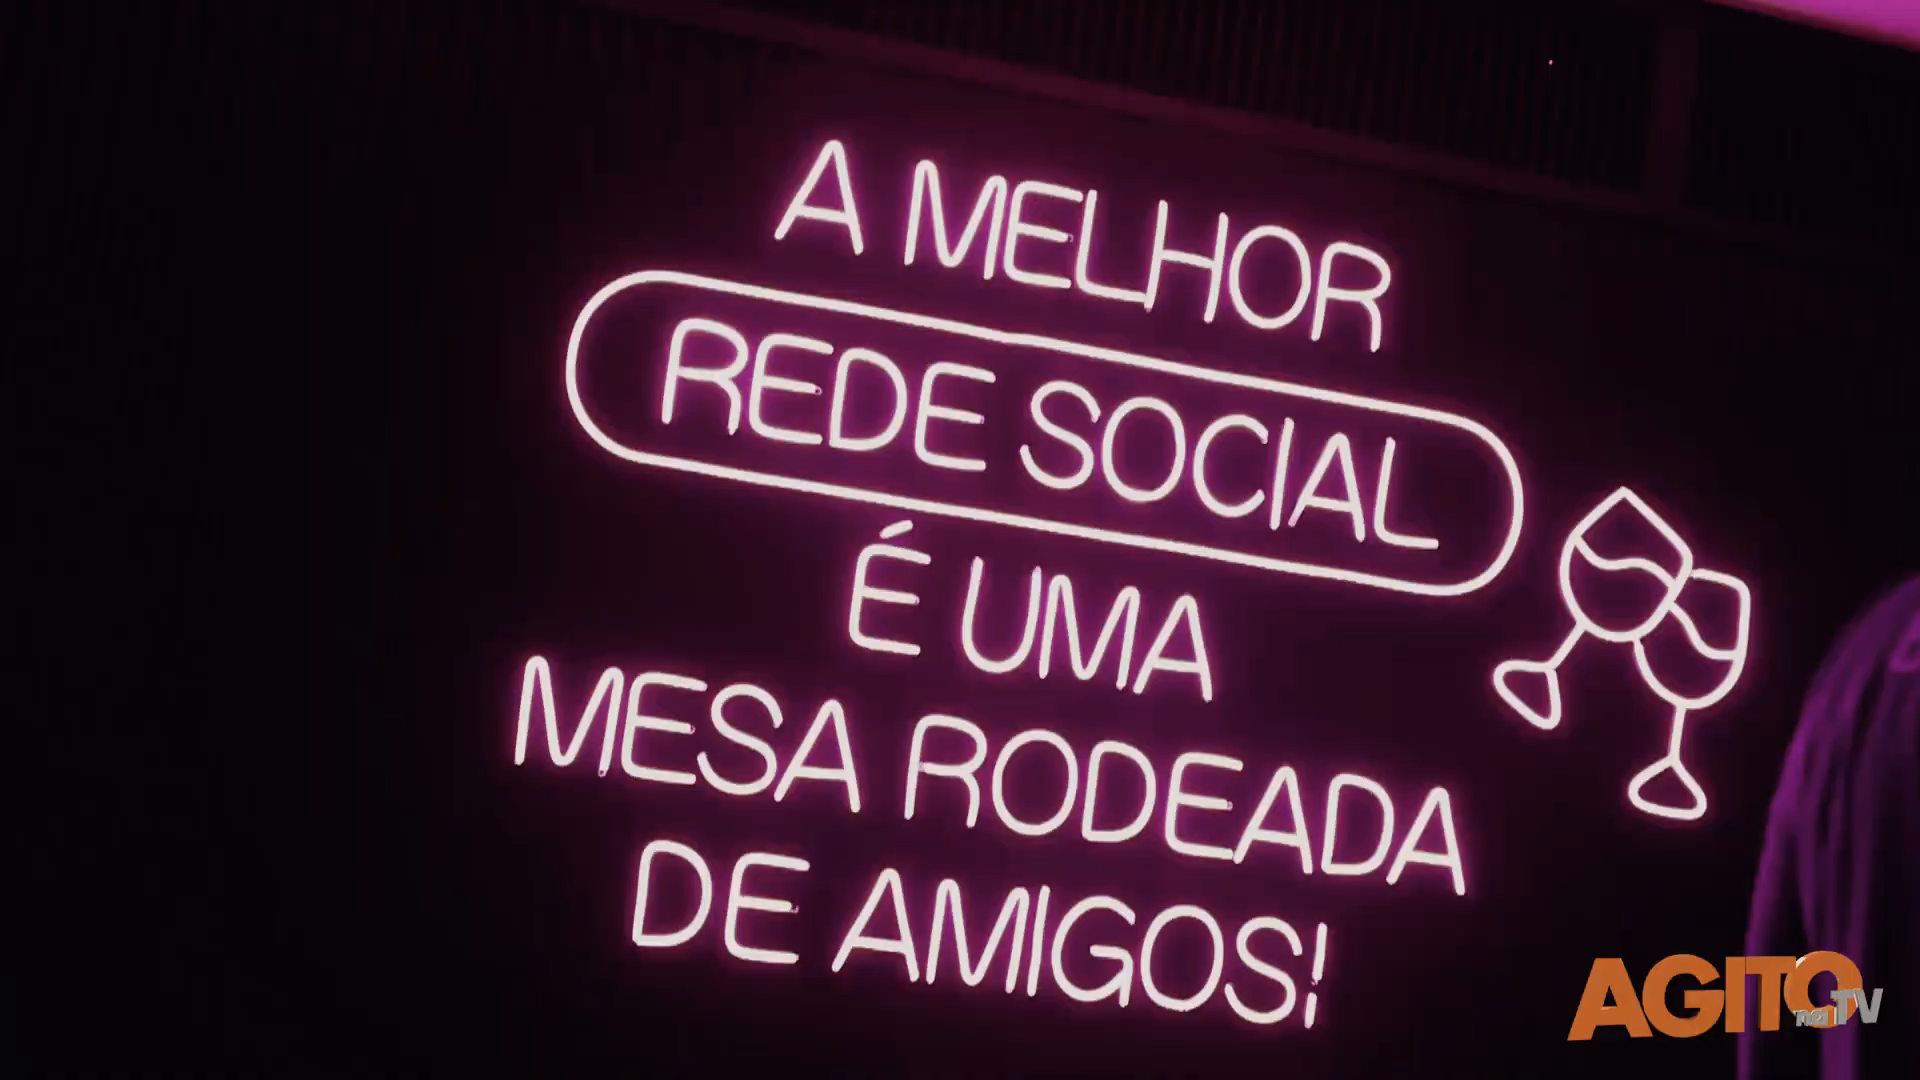 A MELHOR
REDE SOCIAL
É UMA
MESA RODEADA
DE AMIGOS!
AGITO
na TV